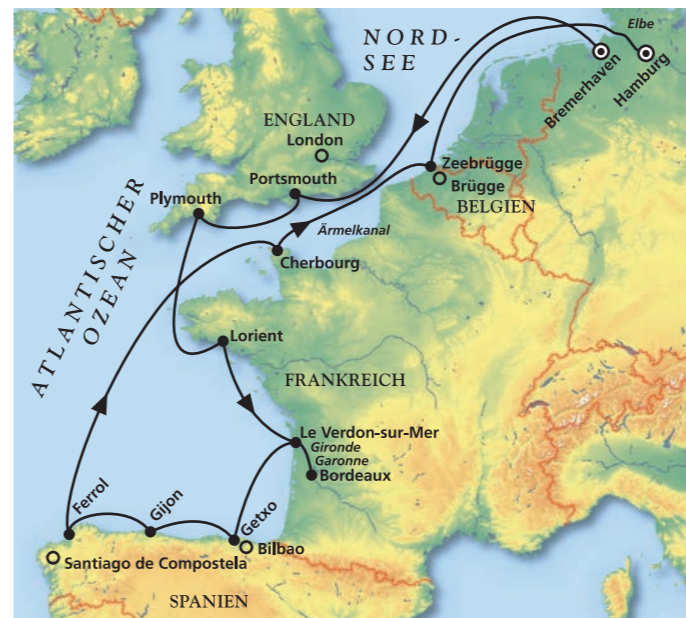 Elbe
NORD-
SEE
Bremerhaven
Hamburg
ENGLAND
London
Zeebrügge
Portsmouth
Brügge
Plymouth
BELGIEN
Ärmelkanal
Cherbourg
ATLANTISCHER
OZEAN
Lorient
FRANKREICH
Le Verdon-sur-Mer
Gironde
Garonne
Bordeaux
Ferrol
Gijon
Getxo
Bilbao
Santiago de Compostela
SPANIEN